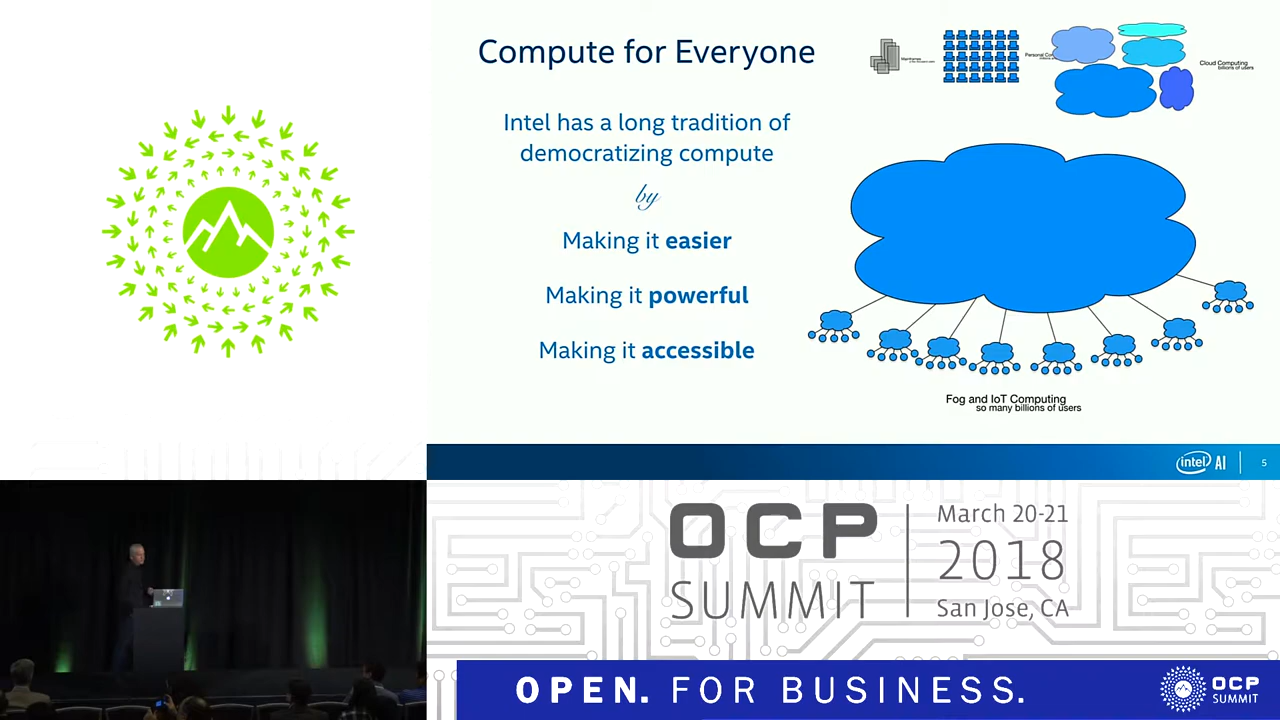 Compute for Everyone
Intel has a long tradition of
democratizing compute
by
Making it easier
Making it powerful
Making it accessible
Mainframes
Personal
Cloud Computing
billions of users
Fog and IoT Computing
so many billions of users
intel AI
5
OCP
SUMMIT
March 20-21
2018
San Jose, CA
OPEN. FOR BUSINESS.
OCP
SUMMIT